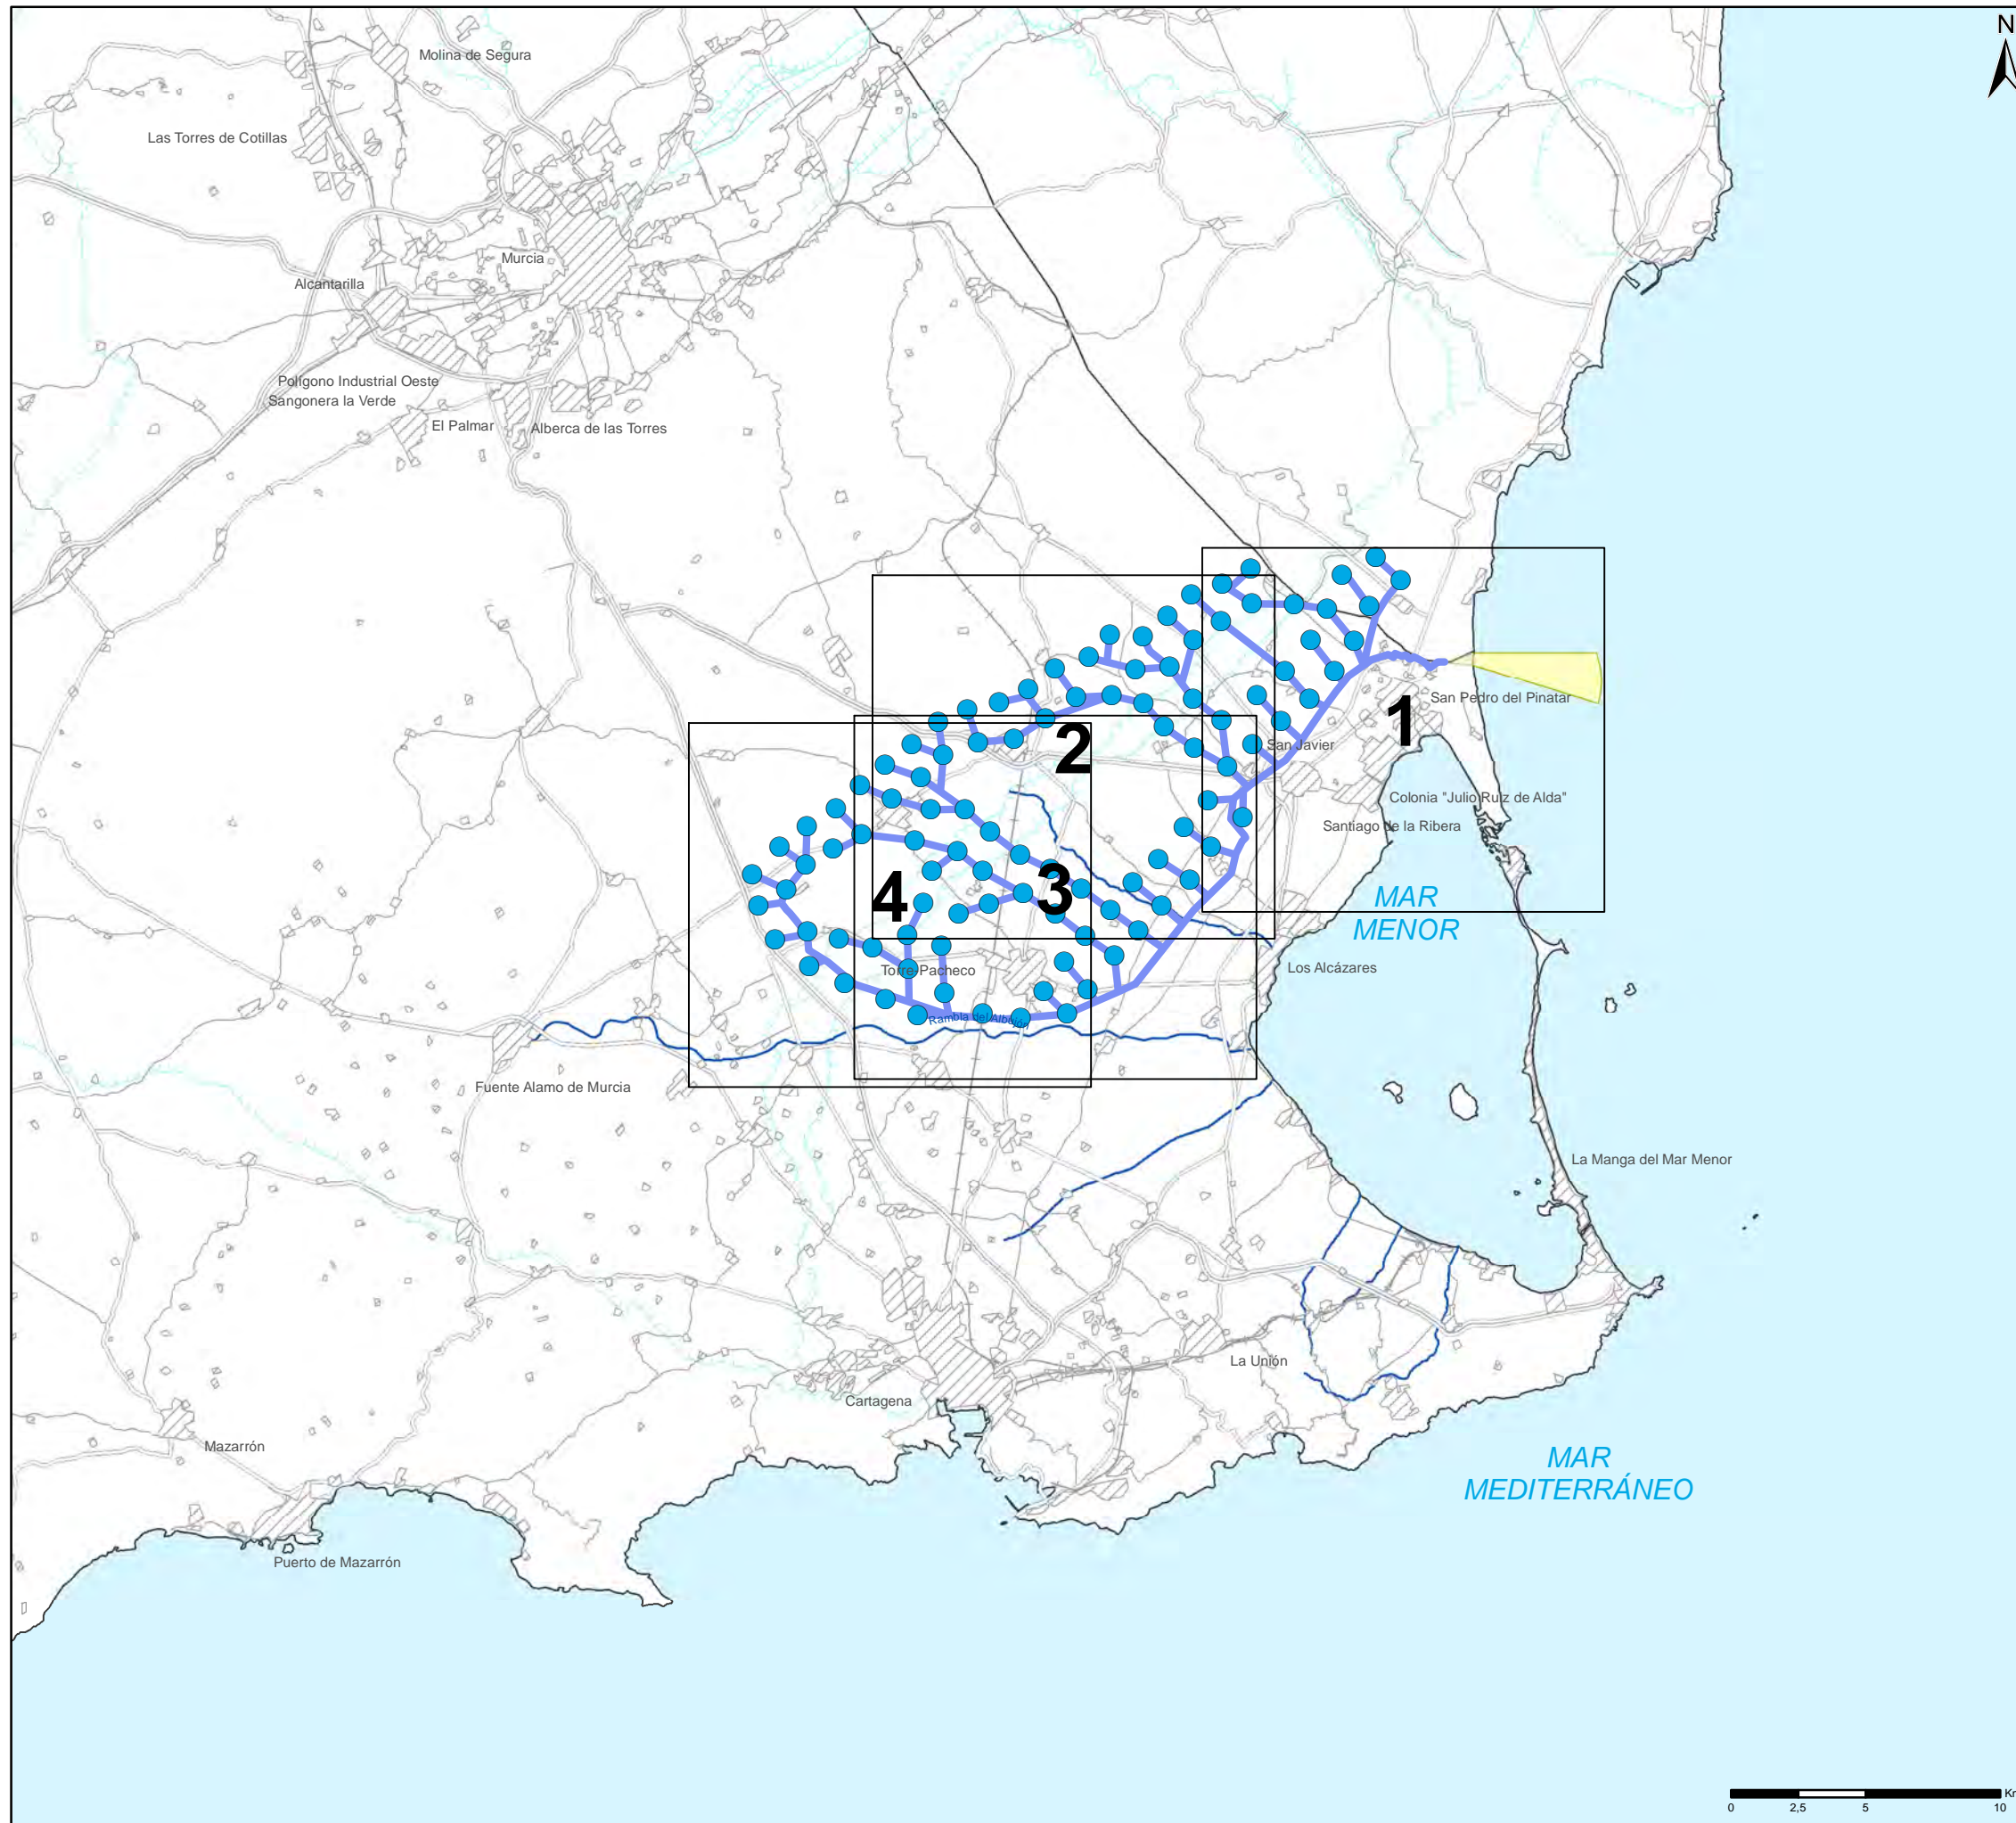 N
Molina de Segura
Las Torres de Cotillas
Murcia
Alcantarilla
Polígono Industrial Oeste
Sangonera la Verde
El Palmar
Alberca de las Torres
San Pedro del Pinatar
1
2
San Javier
Colonia "Julio Ruiz de Alda"
Santiago de la Ribera
4
3
MAR
MENOR
Los Alcázares
Torre-Pacheco
Rambla del Albujón
Fuente Alamo de Murcia
La Manga del Mar Menor
La Unión
Cartagena
Mazarrón
MAR
MEDITERRÁNEO
Puerto de Mazarrón
0 2,5 5 10